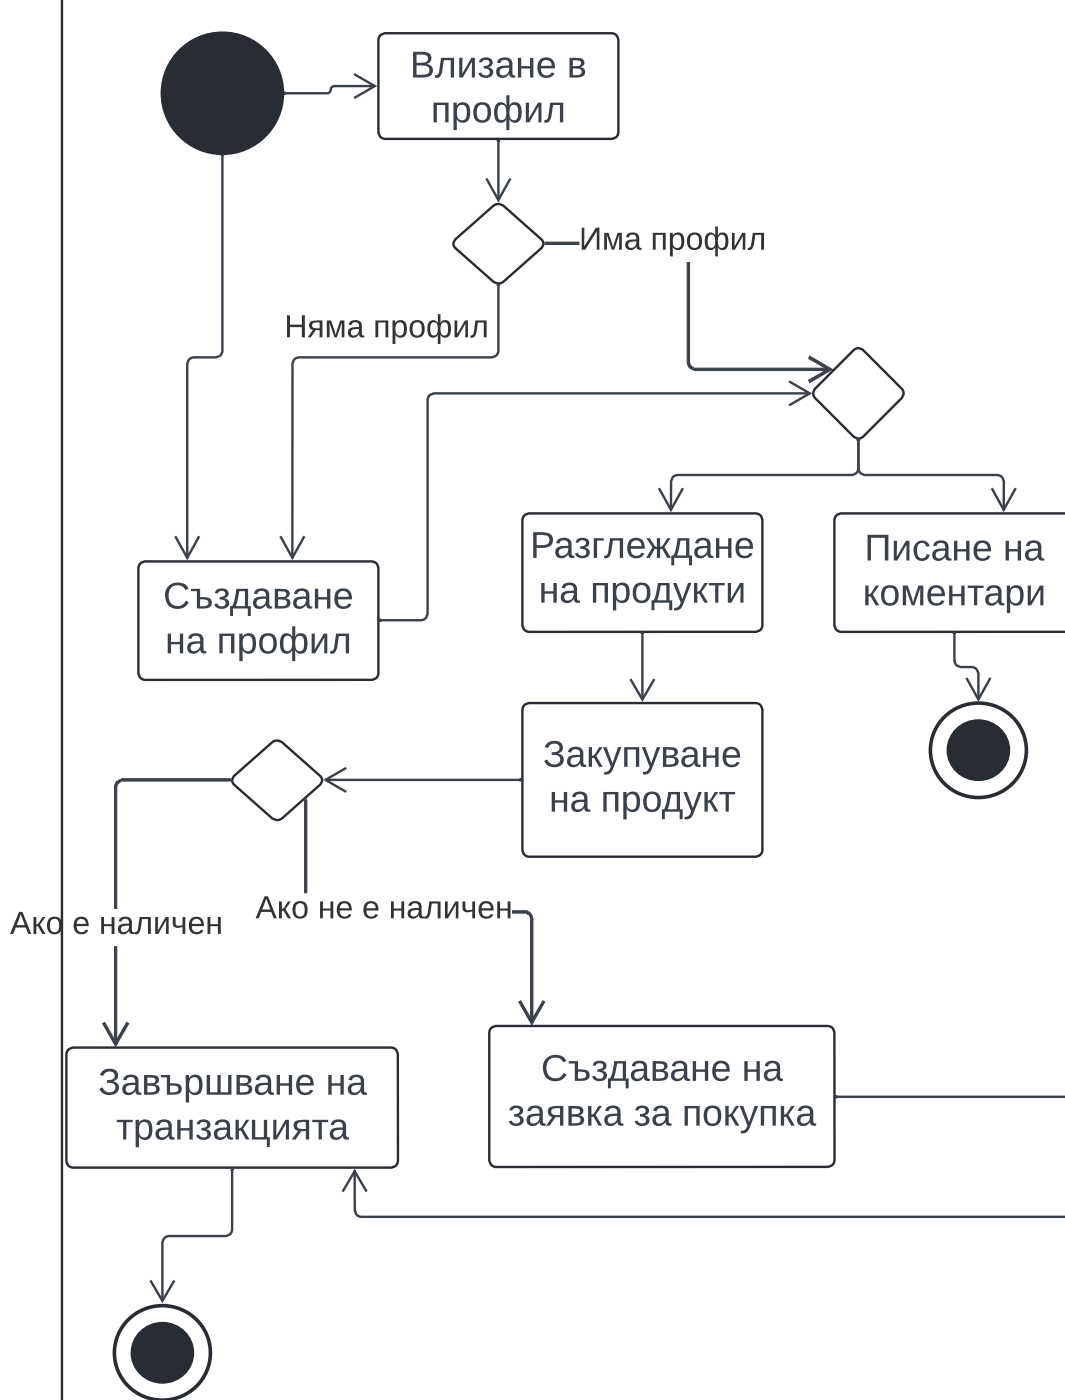 Влизане в
профил
Има профил
Няма профил
Разглеждане
на продукти
Писане на
коментари
Създаване
на профил
Закупуване
на продукт
Ако е наличен
Ако не е наличен
Завършване на
транзакцията
Създаване на
заявка за покупка